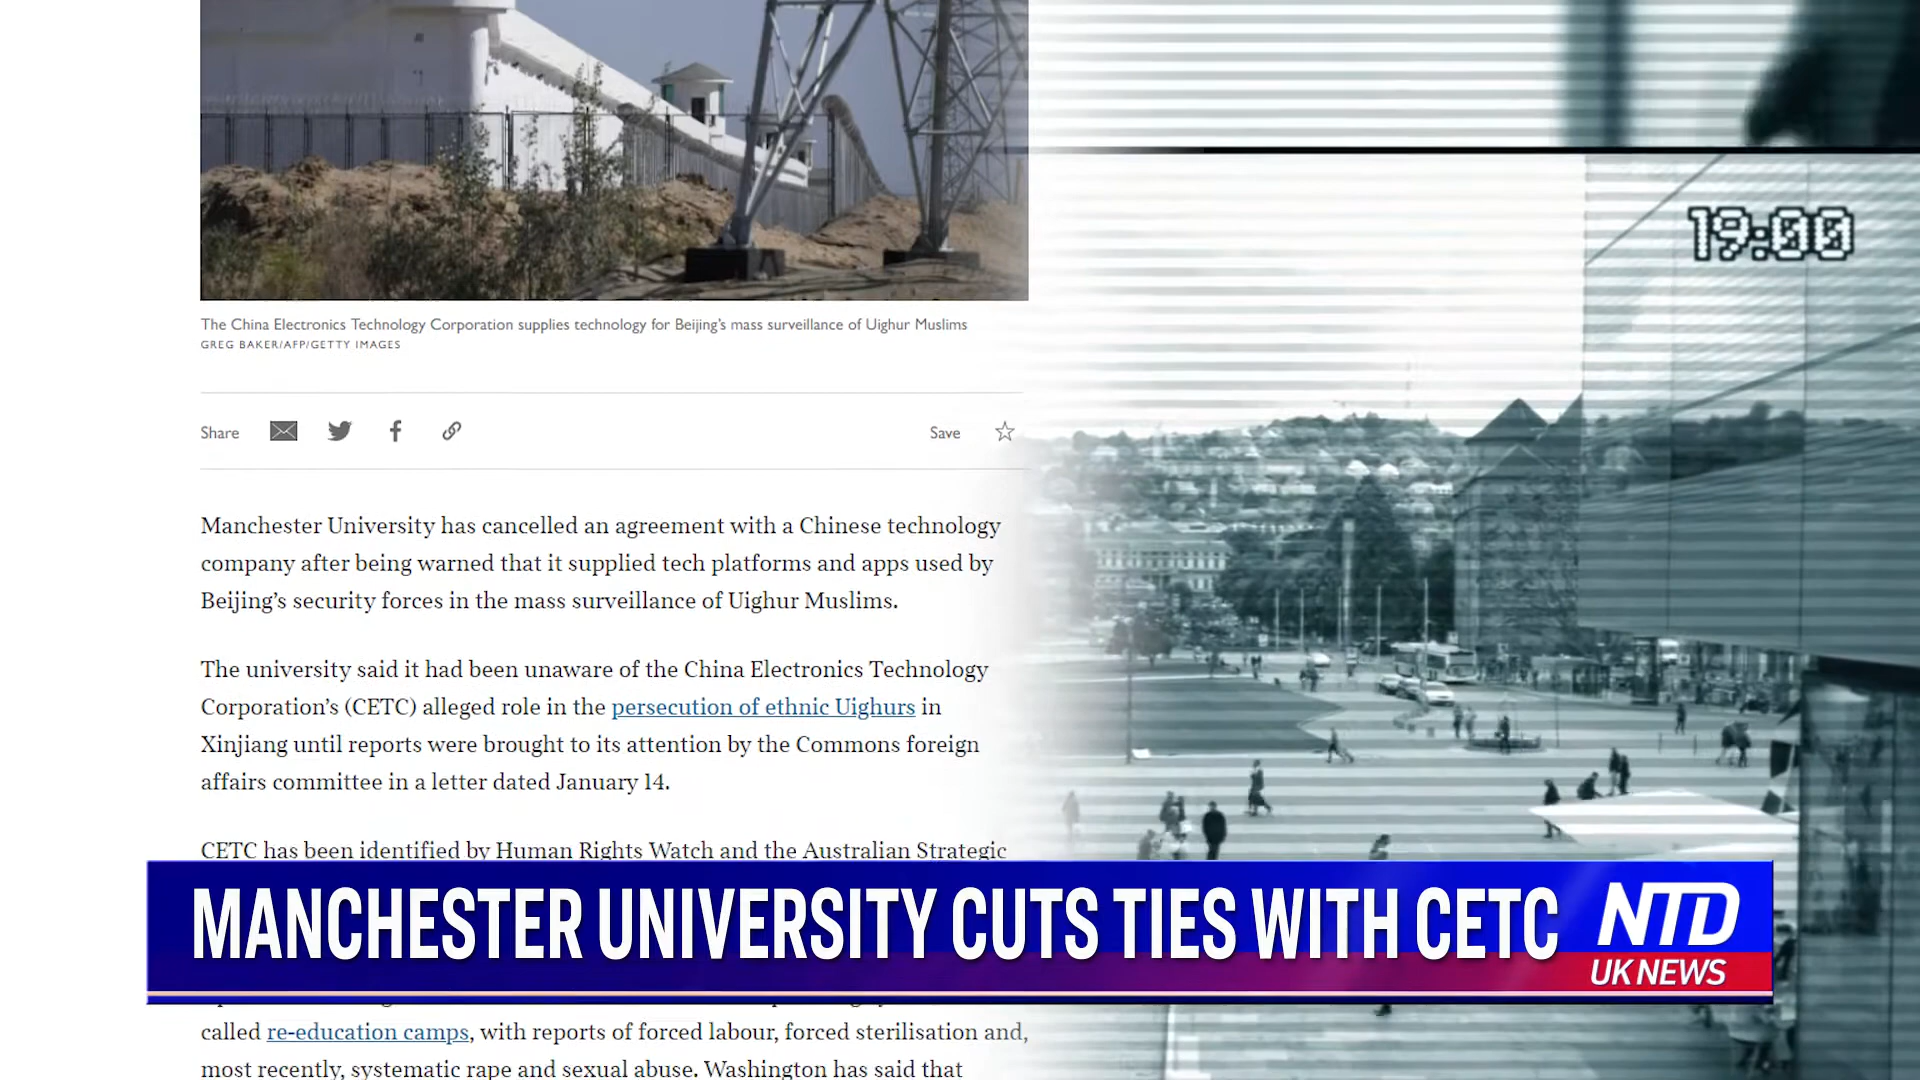 19:00
The China Electronics Technology Corporation supplies technology for Beijing's mass surveillance of Uighur Muslims
GREG BAKER/AFP/GETTY IMAGES
Share
Save
Manchester University has cancelled an agreement with a Chinese technology
company after being warned that it supplied tech platforms and apps used by
Beijing's security forces in the mass surveillance of Uighur Muslims.
The university said it had been unaware of the China Electronics Technology
Corporation's (CETC) alleged role in the persecution of ethnic Uighurs in
Xinjiang until reports were brought to its attention by the Commons foreign
affairs committee in a letter dated January 14.
CETC has been identified by Human Rights Watch and the Australian Strategic
MANCHESTER UNIVERSITY CUTS TIES WITH CETC
NTD
UK NEWS
called re-education camps, with reports of forced labour, forced sterilisation and,
most recently, systematic rape and sexual abuse. Washington has said that